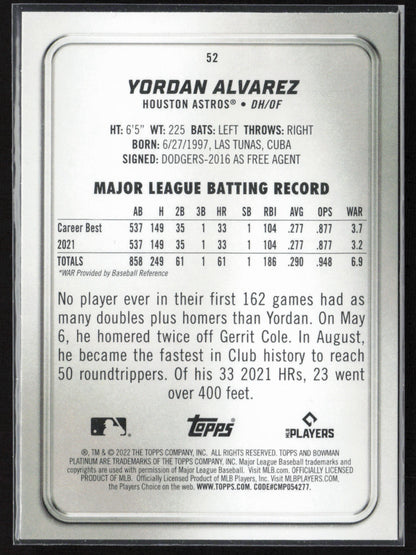 52
YORDAN ALVAREZ
HOUSTON ASTROS® • DH/OF
HT: 6'5" WT: 225 BATS: LEFT THROWS: RIGHT
BORN: 6/27/1997, LAS TUNAS, CUBA
SIGNED: DODGERS-2016 AS FREE AGENT
MAJOR LEAGUE BATTING RECORD
AB H 2B 3B HR SB RBI AVG OPS WAR
Career Best 537 149 35 1 33 1 104 .277 .877 3.7
2021 537 149 35 1 33 1 104 .277 .877 3.2
TOTALS 858 249 61 1 61 1 186 .290 .948 6.9
*WAR Provided by Baseball Reference
No player ever in their first 162 games had as
many doubles plus homers than Yordan. On May
6, he homered twice off Gerrit Cole. In August,
he became the fastest in Club history to reach
50 roundtrippers. Of his 33 2021 HRs, 23 went
over 400 feet.
Topps
MLB PLAYERS
®, TM & © 2022 THE TOPPS COMPANY, INC. ALL RIGHTS RESERVED. TOPPS AND BOWMAN
PLATINUM ARE TRADEMARKS OF THE TOPPS COMPANY, INC. Major League Baseball trademarks and
copyrights are used with permission of Major League Baseball. Visit MLB.com. OFFICIALLY LICENSED
PRODUCT OF MLB. Officially Licensed Product of MLB Players, Inc. Visit MLBPLAYERS.COM,
the Players Choice on the web. WWW.TOPPS.COM. CODE#CMP054277.